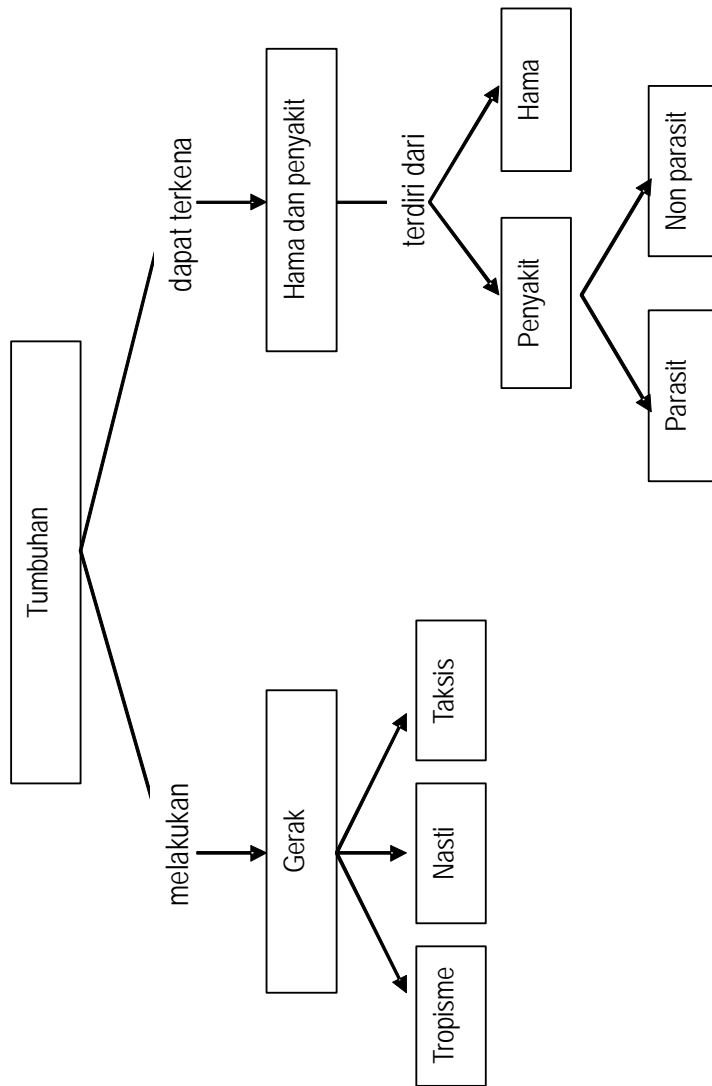 Tumbuhan
melakukan
dapat terkena
Gerak
Hama dan penyakit
terdiri dari
Tropisme
Nasti
Taksis
Penyakit
Hama
Parasit
Non parasit